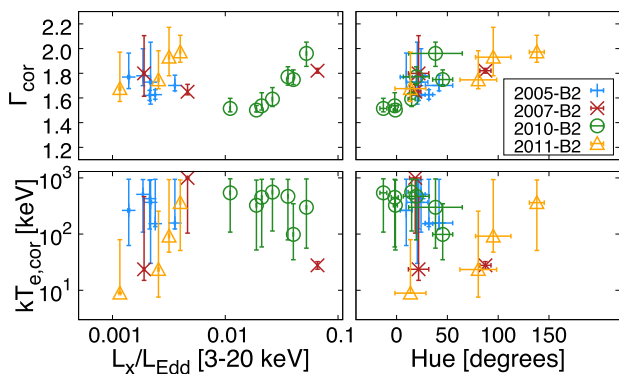 Γcor
2.2
2.0
1.8
1.6
1.4
1.2
2005-B2
2007-B2
2010-B2
2011-B2
kTe,cor [keV]
10³
10²
10¹
0.001 0.01 0.1
0 50 100 150
Lx/LEdd [3-20 keV]
Hue [degrees]